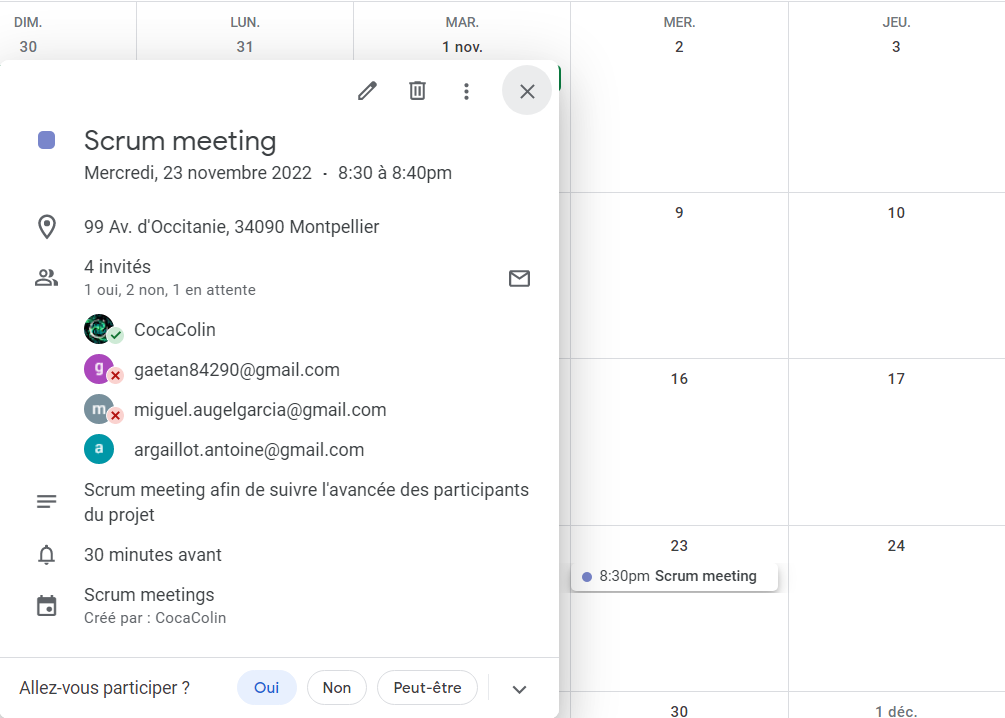 DIM. LUN. MAR. MER. JEU.
30 31 1 nov. 2 3
Scrum meeting
Mercredi, 23 novembre 2022 · 8:30 à 8:40pm
99 Av. d'Occitanie, 34090 Montpellier
4 invités
1 oui, 2 non, 1 en attente
CocaColin
g gaetan84290@gmail.com
m miguel.augelgarcia@gmail.com
a argaillot.antoine@gmail.com
Scrum meeting afin de suivre l'avancée des participants
du projet
30 minutes avant
Scrum meetings
Créé par : CocaColin
Allez-vous participer ? Oui Non Peut-être
9 10
16 17
23 24
8:30pm Scrum meeting
30 1 déc.